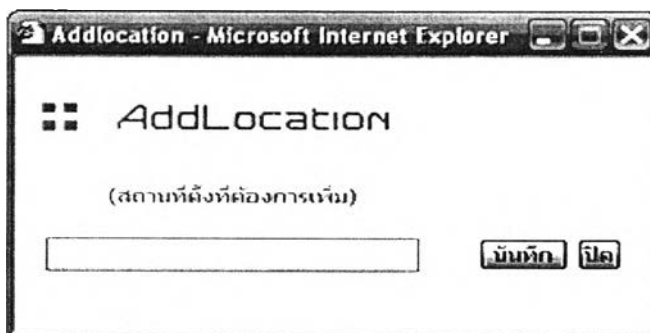 Addlocation - Microsoft Internet Explorer
AddLocation
(สถานที่ตั้งที่ต้องการเพิ่ม)
บันทึก ปิด